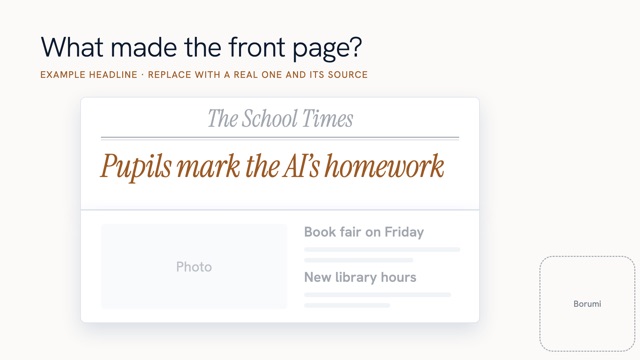 What made the front page?
EXAMPLE HEADLINE · REPLACE WITH A REAL ONE AND ITS SOURCE
The School Times
Pupils mark the AI’s homework
Photo
Book fair on Friday
New library hours
Borumi